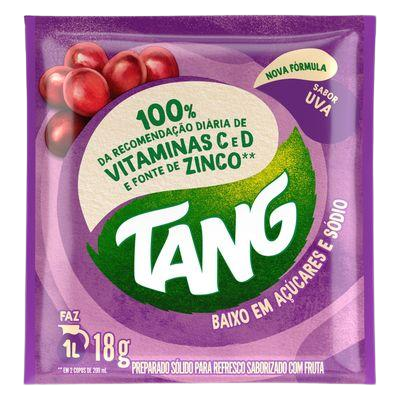 NOVA FÓRMULA
SABOR
UVA
100%
DA RECOMENDAÇÃO DIÁRIA DE
VITAMINAS C E D
E FONTE DE ZINCO**
TANG
BAIXO EM AÇÚCARES E SÓDIO
FAZ
1L
18g
** EM 2 COPOS DE 200 mL
PREPARADO SÓLIDO PARA REFRESCO SABORIZADO COM FRUTA